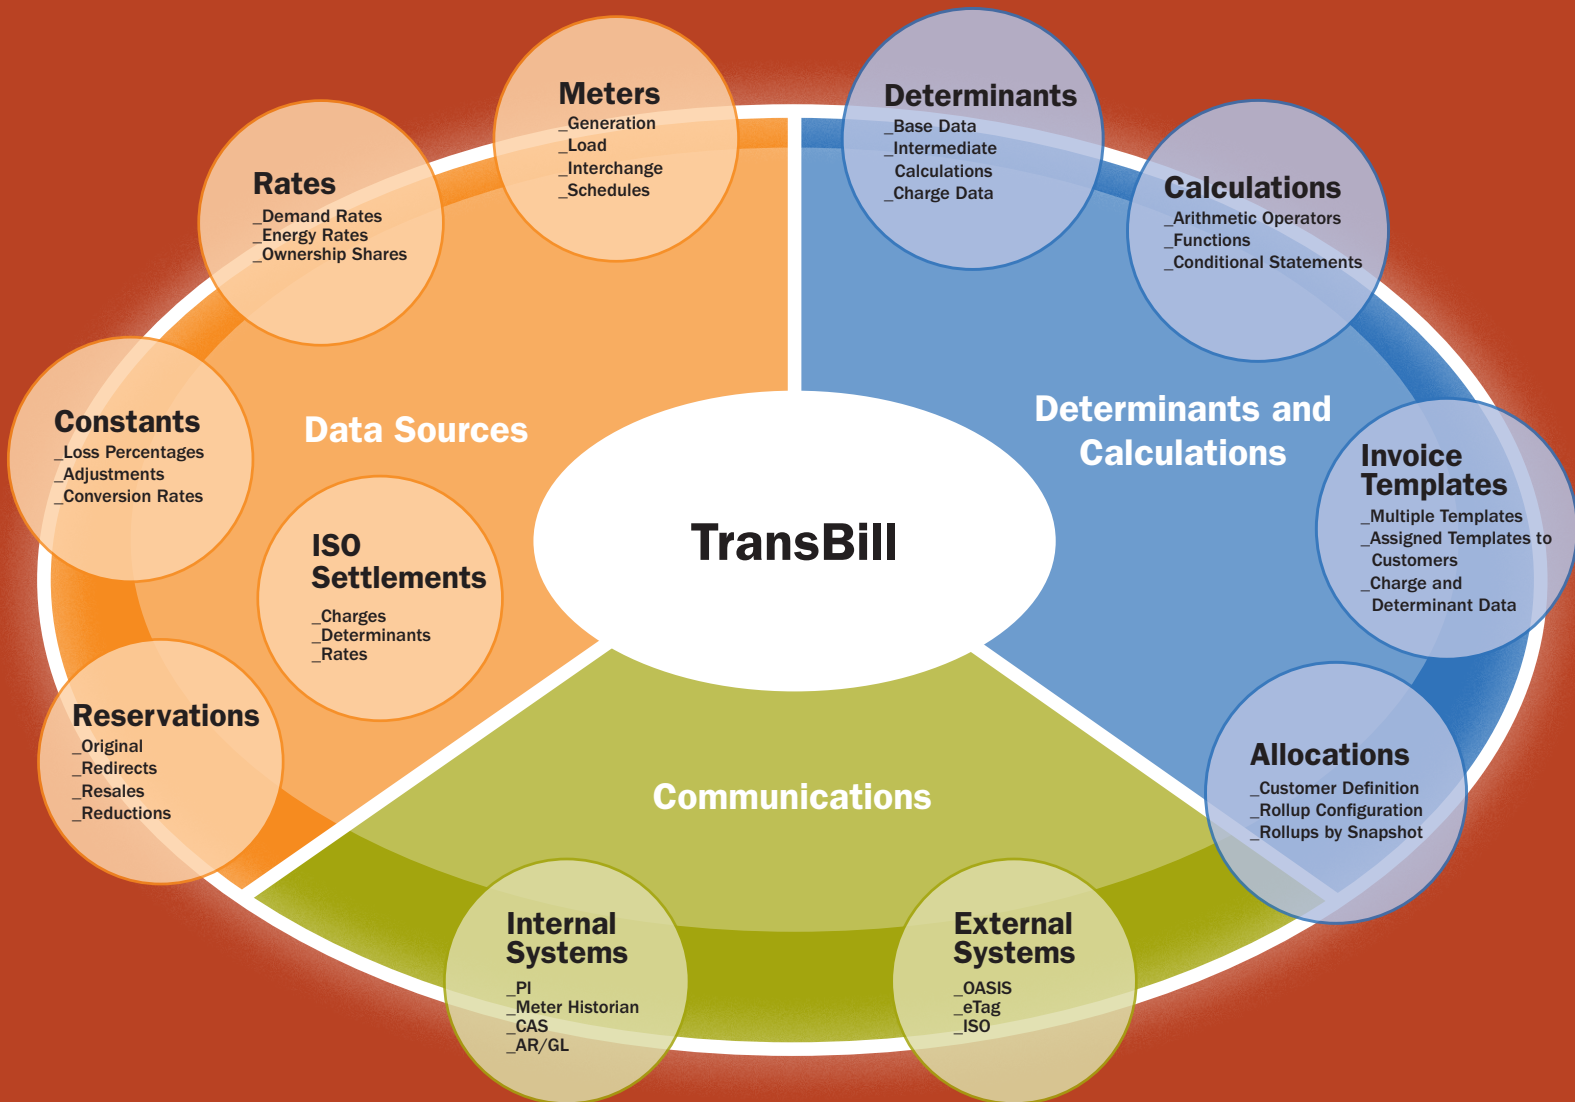 Meters
_Generation
_Load
_Interchange
_Schedules
Determinants
_Base Data
_Intermediate
Calculations
_Charge Data
Rates
_Demand Rates
_Energy Rates
_Ownership Shares
Calculations
_Arithmetic Operators
_Functions
_Conditional Statements
Constants
_Loss Percentages
_Adjustments
_Conversion Rates
Data Sources
Determinants and
Calculations
Invoice
Templates
_Multiple Templates
_Assigned Templates to
Customers
_Charge and
Determinant Data
ISO
Settlements
_Charges
_Determinants
_Rates
TransBill
Reservations
_Original
_Redirects
_Resales
_Reductions
Communications
Allocations
_Customer Definition
_Rollup Configuration
_Rollups by Snapshot
Internal
Systems
_PI
_Meter Historian
_CAS
_AR/GL
External
Systems
_OASIS
_eTag
_ISO